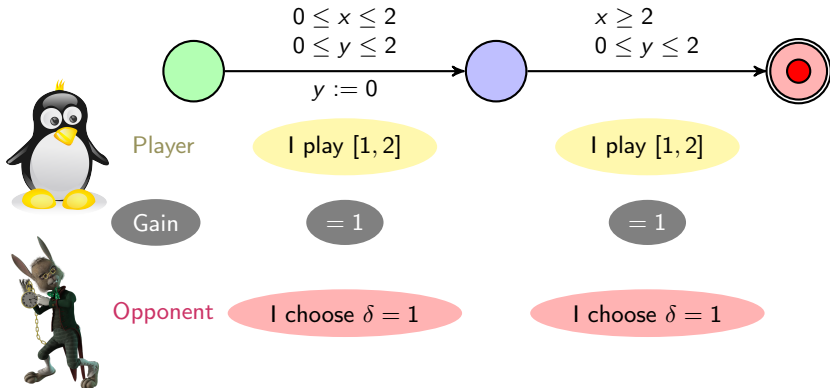 0 ≤ x ≤ 2
0 ≤ y ≤ 2
y := 0
x ≥ 2
0 ≤ y ≤ 2
Player
I play [1, 2]
I play [1, 2]
Gain
= 1
= 1
Opponent
I choose δ = 1
I choose δ = 1